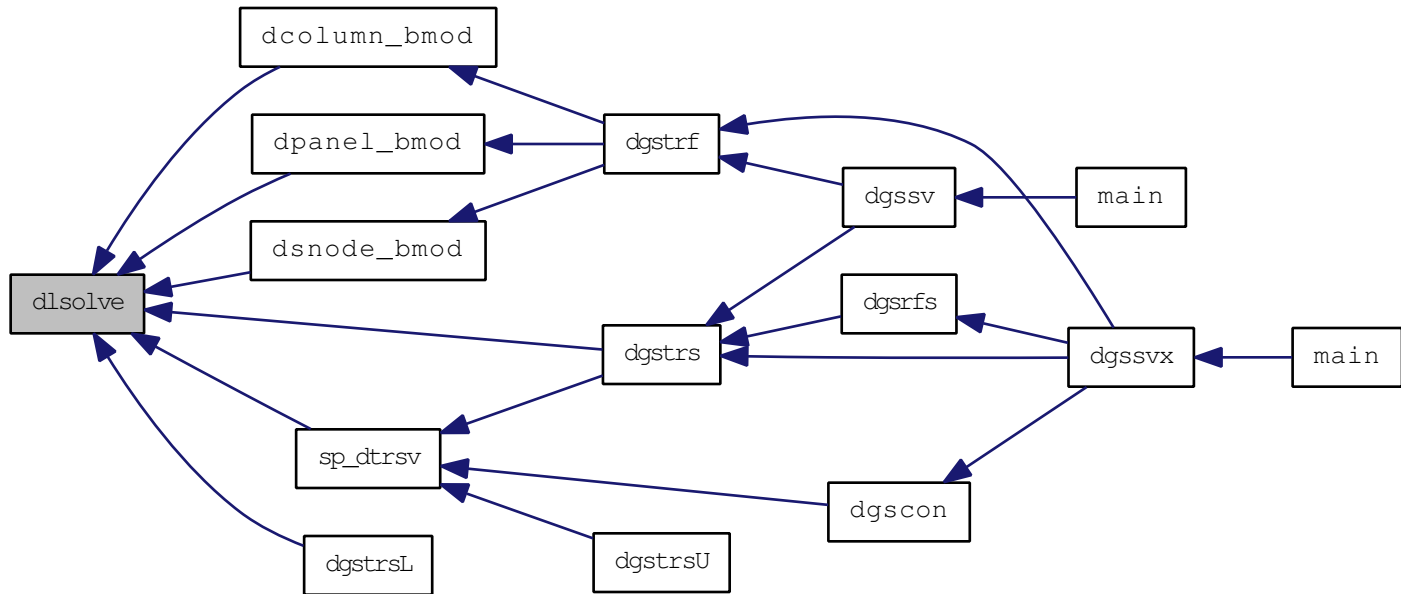 dcolumn_bmod
dpanel_bmod
dgstrf
dgssv
main
dsnode_bmod
dlsolve
dgsrfs
dgstrs
dgssvx
main
sp_dtrsv
dgscon
dgstrsL
dgstrsU